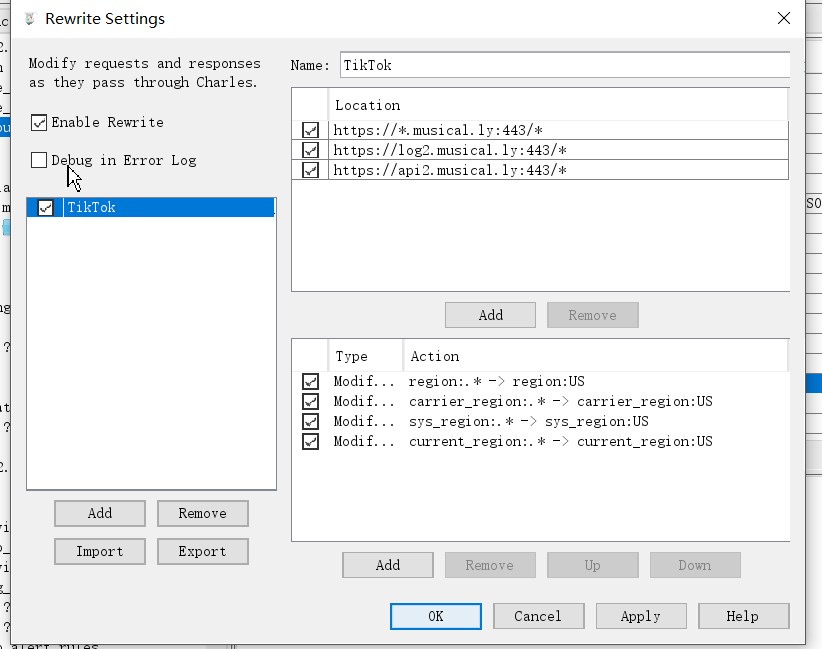 Rewrite Settings
Modify requests and responses
as they pass through Charles.
Enable Rewrite
Debug in Error Log
TikTok
Add
Remove
Import
Export
Name:
TikTok
Location
https://*.musical.ly:443/*
https://log2.musical.ly:443/*
https://api2.musical.ly:443/*
Add
Remove
Type
Action
Modif... region:.* -> region:US
Modif... carrier_region:.* -> carrier_region:US
Modif... sys_region:.* -> sys_region:US
Modif... current_region:.* -> current_region:US
Add
Remove
Up
Down
OK
Cancel
Apply
Help